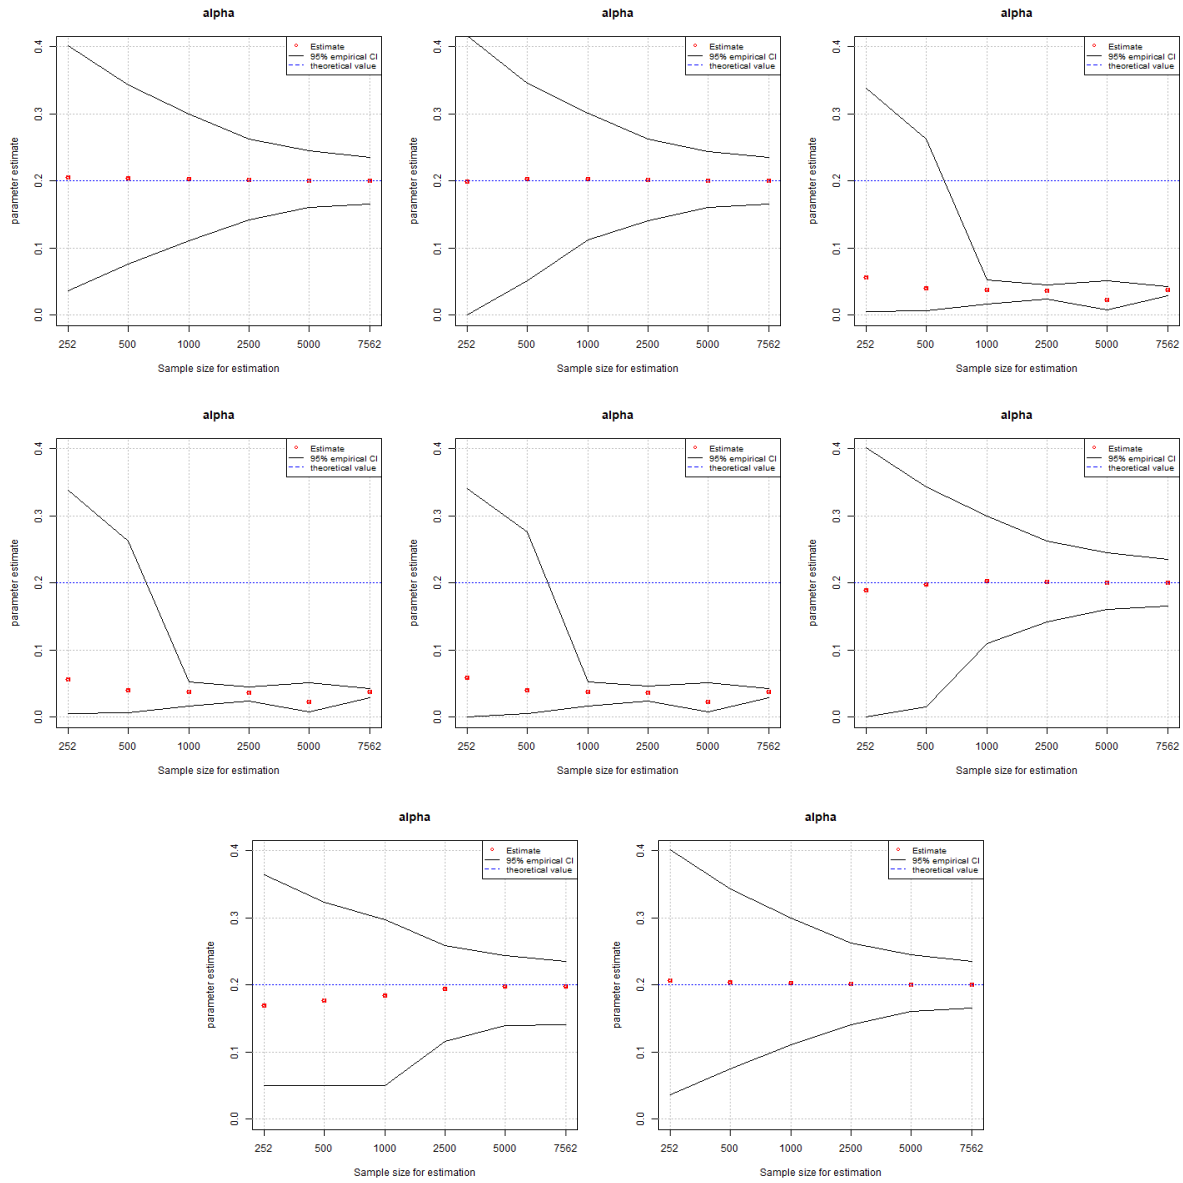 alpha
Estimate
95% empirical CI
theoretical value
parameter estimate
0.4
0.3
0.2
0.1
0.0
252 500 1000 2500 5000 7562
Sample size for estimation
alpha
Estimate
95% empirical CI
theoretical value
parameter estimate
0.4
0.3
0.2
0.1
0.0
252 500 1000 2500 5000 7562
Sample size for estimation
alpha
Estimate
95% empirical CI
theoretical value
parameter estimate
0.4
0.3
0.2
0.1
0.0
252 500 1000 2500 5000 7562
Sample size for estimation
alpha
Estimate
95% empirical CI
theoretical value
parameter estimate
0.4
0.3
0.2
0.1
0.0
252 500 1000 2500 5000 7562
Sample size for estimation
alpha
Estimate
95% empirical CI
theoretical value
parameter estimate
0.4
0.3
0.2
0.1
0.0
252 500 1000 2500 5000 7562
Sample size for estimation
alpha
Estimate
95% empirical CI
theoretical value
parameter estimate
0.4
0.3
0.2
0.1
0.0
252 500 1000 2500 5000 7562
Sample size for estimation
alpha
Estimate
95% empirical CI
theoretical value
parameter estimate
0.4
0.3
0.2
0.1
0.0
252 500 1000 2500 5000 7562
Sample size for estimation
alpha
Estimate
95% empirical CI
theoretical value
parameter estimate
0.4
0.3
0.2
0.1
0.0
252 500 1000 2500 5000 7562
Sample size for estimation